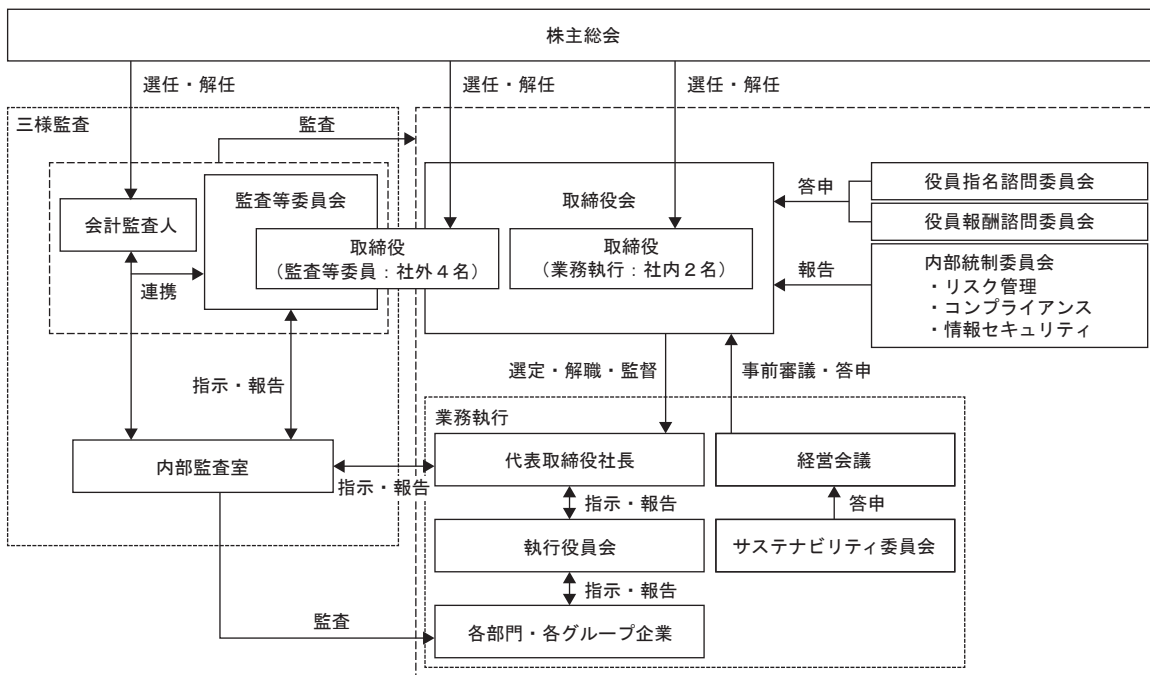 株主総会
選任・解任
選任・解任
選任・解任
三様監査
監査
監査等委員会
会計監査人
連携
取締役会
取締役
(監査等委員:社外4名)
取締役
(業務執行:社内2名)
答申
役員指名諮問委員会
役員報酬諮問委員会
報告
内部統制委員会
・リスク管理
・コンプライアンス
・情報セキュリティ
指示・報告
選定・解職・監督
事前審議・答申
業務執行
内部監査室
指示・報告
代表取締役社長
経営会議
指示・報告
答申
執行役員会
サステナビリティ委員会
指示・報告
監査
各部門・各グループ企業